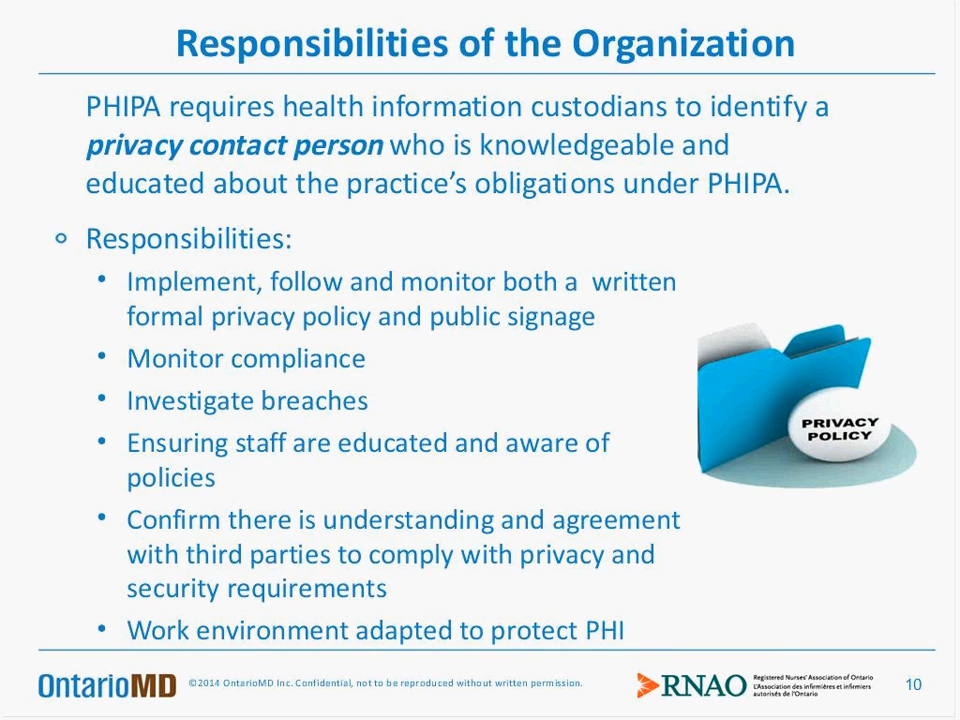 Responsibilities of the Organization
PHIPA requires health information custodians to identify a
privacy contact person who is knowledgeable and
educated about the practice’s obligations under PHIPA.
Responsibilities:
• Implement, follow and monitor both a  written
formal privacy policy and public signage
• Monitor compliance
• Investigate breaches
• Ensuring staff are educated and aware of
policies
• Confirm there is understanding and agreement
with third parties to comply with privacy and
security requirements
• Work environment adapted to protect PHI
PRIVACY
POLICY
OntarioMD
©2014 OntarioMD Inc. Confidential, not to be reproduced without written permission.
RNAO
Registered Nurses' Association of Ontario
L'Association des infirmières et infirmiers
autorisés de l'Ontario
10